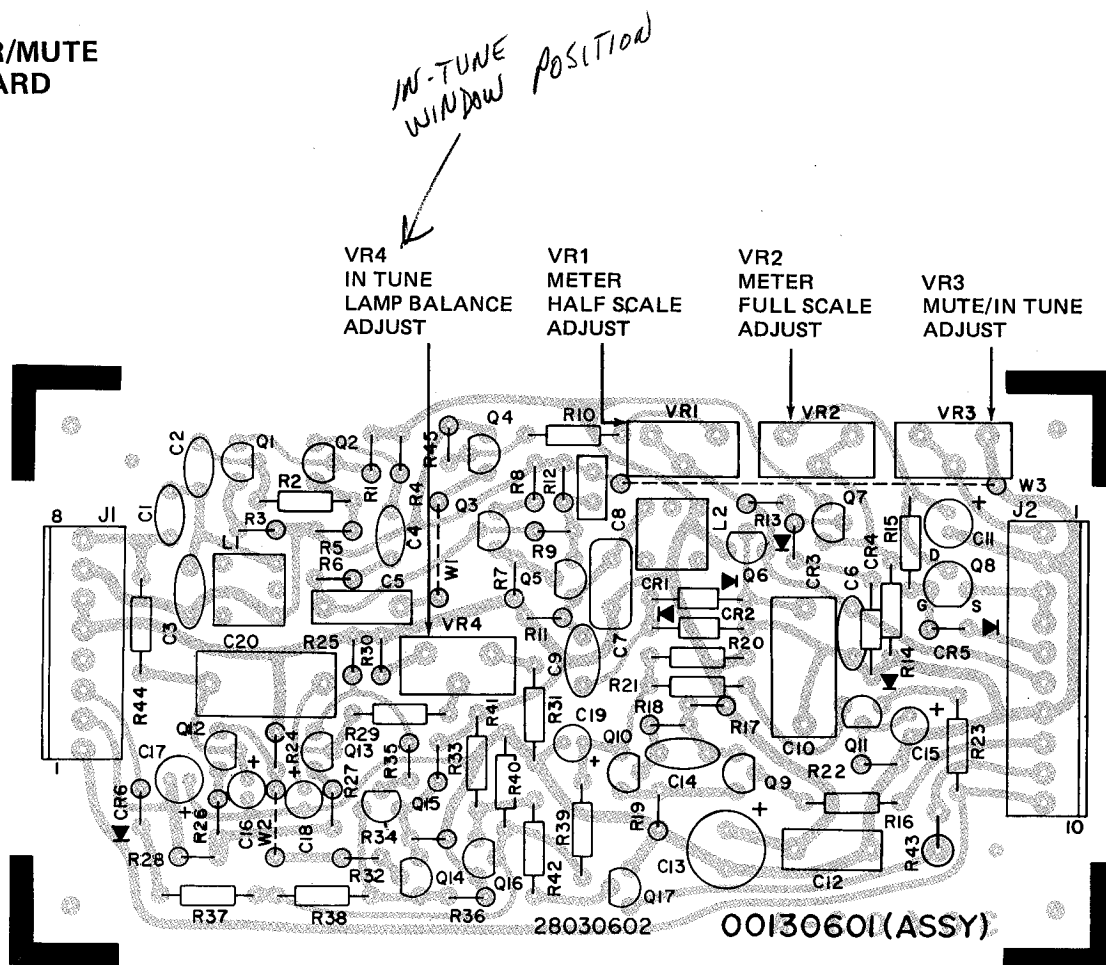 R/MUTE
ARD
IN-TUNE
WINDOW POSITION
VR4
IN TUNE
LAMP BALANCE
ADJUST
VR1
METER
HALF SCALE
ADJUST
VR2
METER
FULL SCALE
ADJUST
VR3
MUTE/IN TUNE
ADJUST
C2 Q1 Q2 R45 Q4 R10 VR1 VR2 VR3
R2 R1 R4 R8 R12 W3
8 J1 C1 R3 C4 Q3 C8 L2 R13 Q7 R15 + C11 J2 1
L1 R5 R9 CR3 CR4 D
R6 W1 R7 Q5 CR1 Q6 C6 Q8
C3 C5 CR2 G S
R11 C7 R20 R14 CR5
C20 R25 R30 VR4 C9
R44 R41 R31 R21 R17
Q12 R24 Q13 R29 R35 R33 C19 R18 Q10 C10 Q11 + C15 R23
1 C17 + + R27 Q15 R40 + C14 Q9 R22
CR6 + R26 C16 W2 C18 R34 R39 R19 + R16 R43 10
R28 R32 Q14 Q16 R42 C13 C12
R37 R38 R36 Q17
28030602 00130601(ASSY)